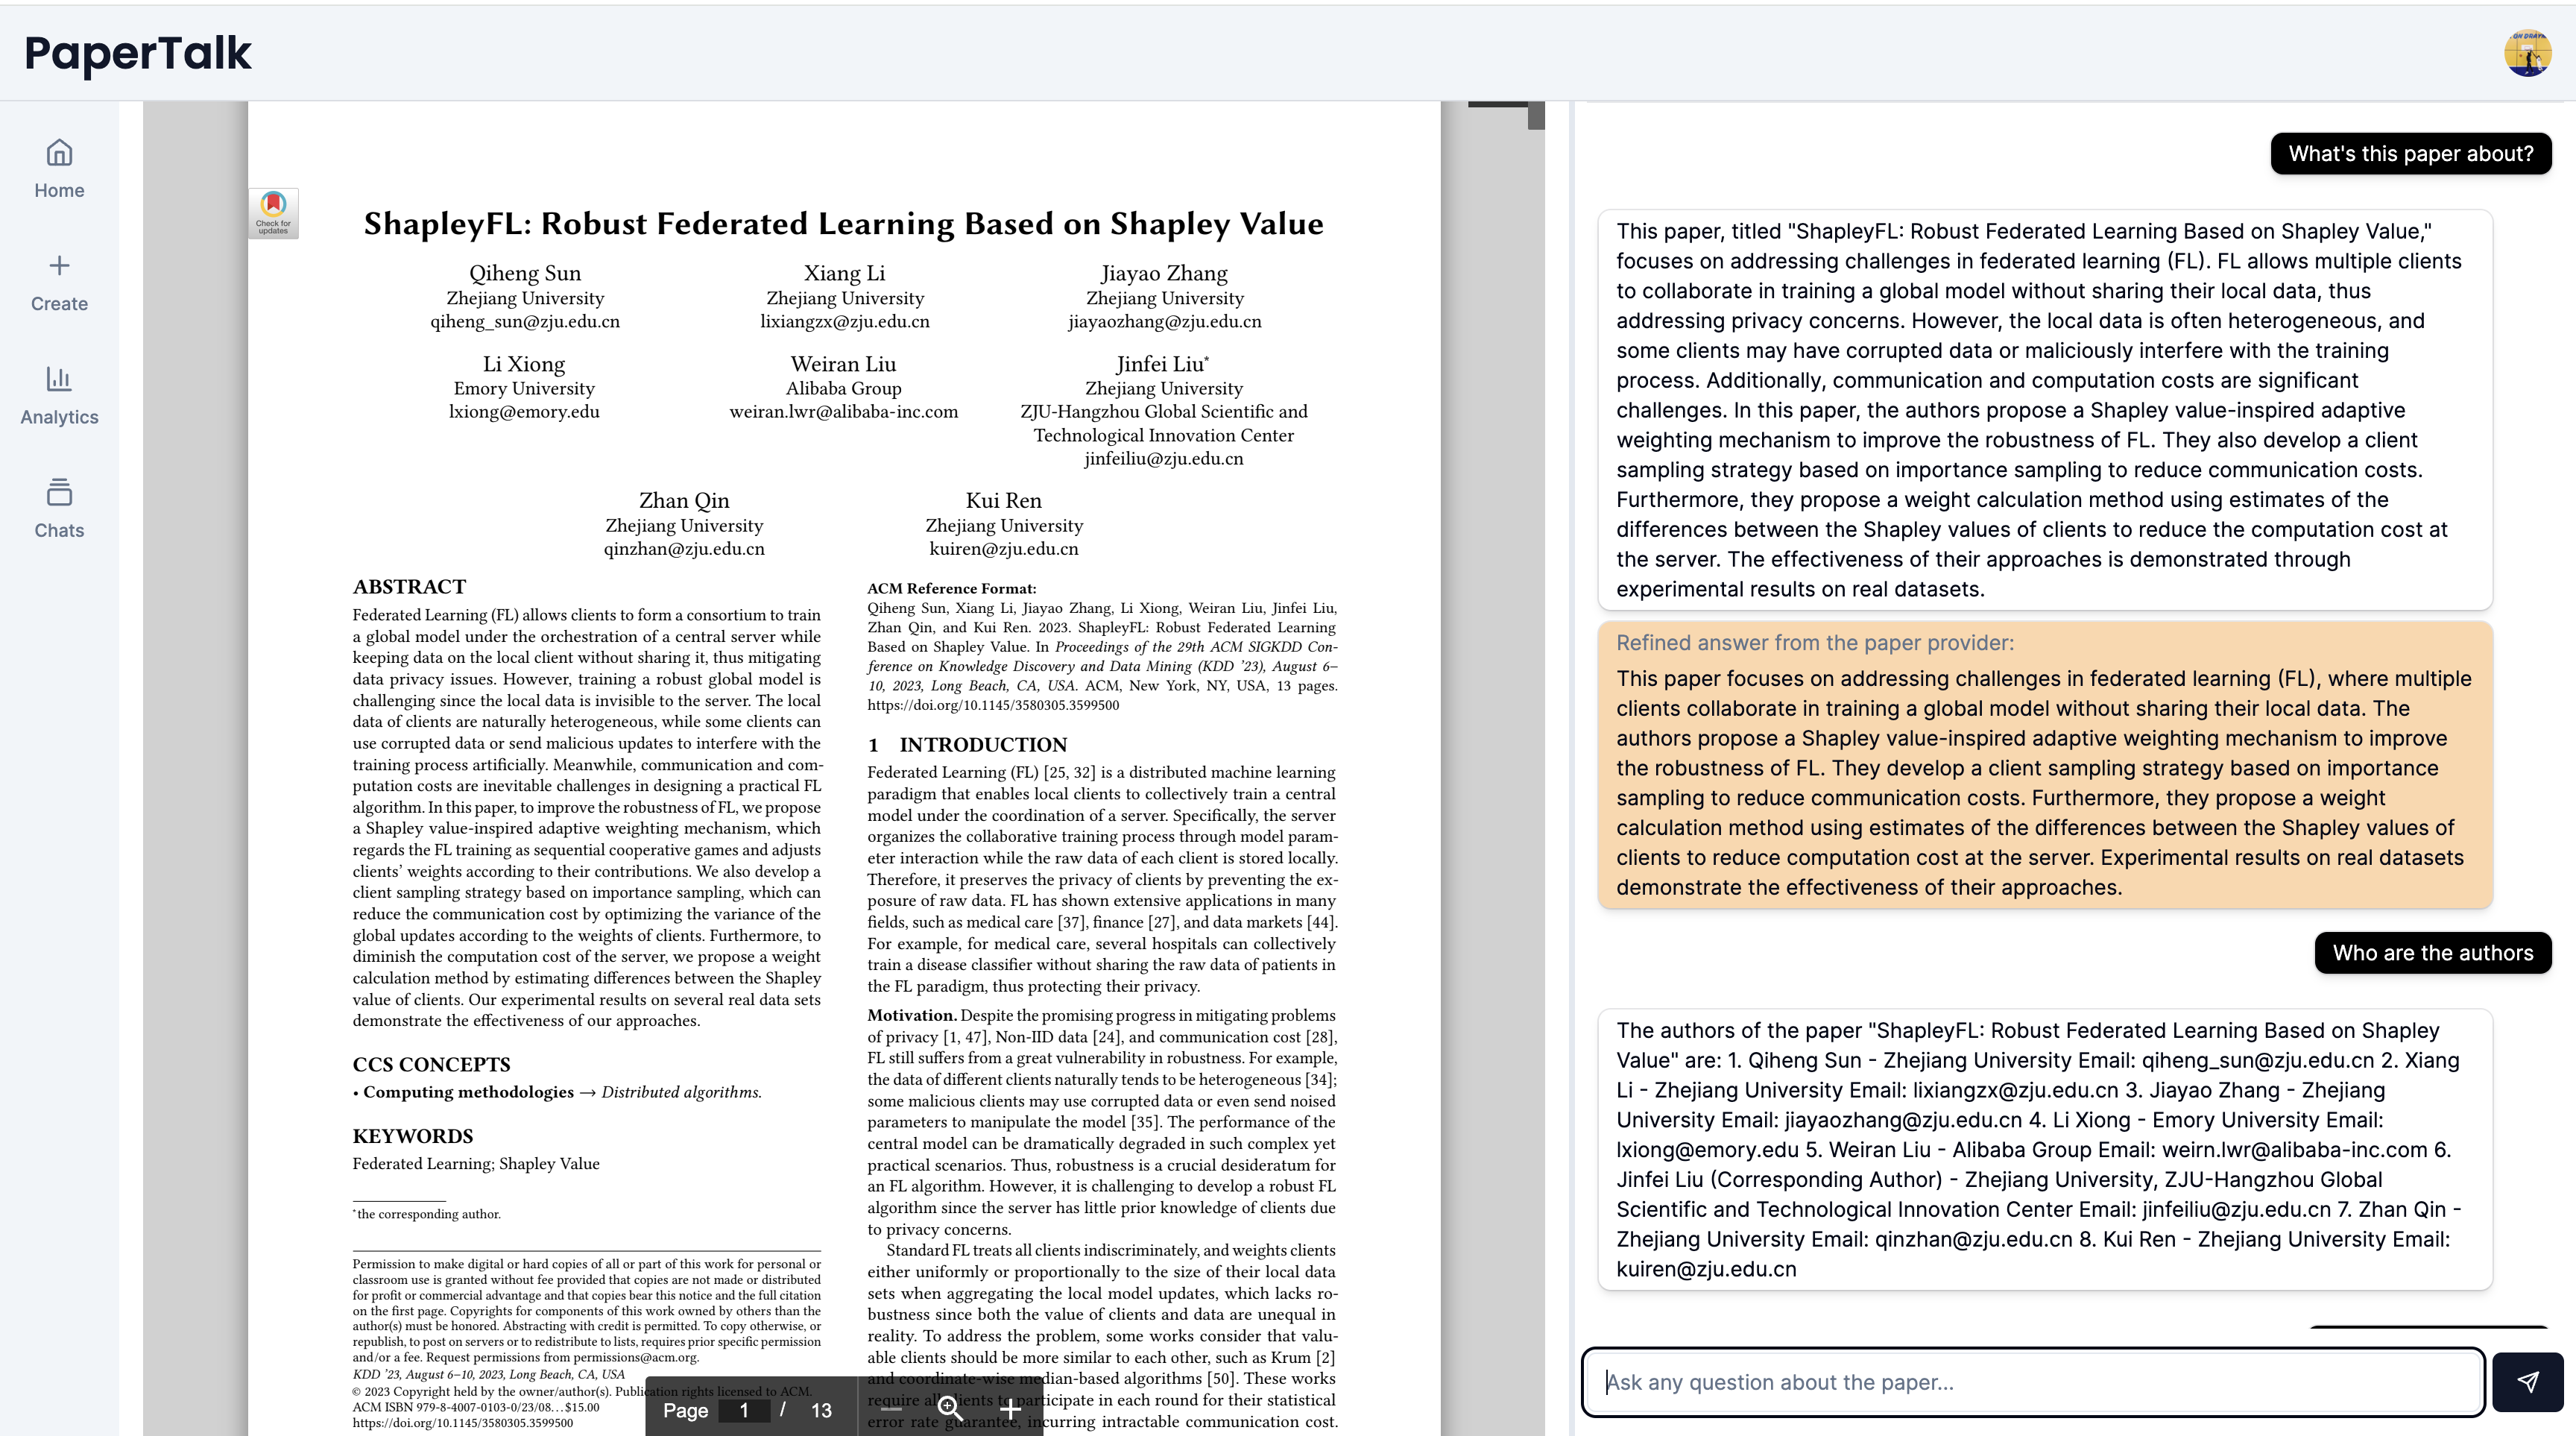 PaperTalk
Home
Create
Analytics
Chats
Check for
updates
ShapleyFL: Robust Federated Learning Based on Shapley Value
Qiheng Sun
Zhejiang University
qiheng_sun@zju.edu.cn
Xiang Li
Zhejiang University
lixiangzx@zju.edu.cn
Jiayao Zhang
Zhejiang University
jiayaozhang@zju.edu.cn
Li Xiong
Emory University
lxiong@emory.edu
Weiran Liu
Alibaba Group
weiran.lwr@alibaba-inc.com
Jinfei Liu*
Zhejiang University
ZJU-Hangzhou Global Scientific and
Technological Innovation Center
jinfeiliu@zju.edu.cn
Zhan Qin
Zhejiang University
qinzhan@zju.edu.cn
Kui Ren
Zhejiang University
kuiren@zju.edu.cn
ABSTRACT
Federated Learning (FL) allows clients to form a consortium to train
a global model under the orchestration of a central server while
keeping data on the local client without sharing it, thus mitigating
data privacy issues. However, training a robust global model is
challenging since the local data is invisible to the server. The local
data of clients are naturally heterogeneous, while some clients can
use corrupted data or send malicious updates to interfere with the
training process artificially. Meanwhile, communication and com-
putation costs are inevitable challenges in designing a practical FL
algorithm. In this paper, to improve the robustness of FL, we propose
a Shapley value-inspired adaptive weighting mechanism, which
regards the FL training as sequential cooperative games and adjusts
clients' weights according to their contributions. We also develop a
client sampling strategy based on importance sampling, which can
reduce the communication cost by optimizing the variance of the
global updates according to the weights of clients. Furthermore, to
diminish the computation cost of the server, we propose a weight
calculation method by estimating differences between the Shapley
value of clients. Our experimental results on several real data sets
demonstrate the effectiveness of our approaches.
CCS CONCEPTS
• Computing methodologies → Distributed algorithms.
KEYWORDS
Federated Learning; Shapley Value
*the corresponding author.
Permission to make digital or hard copies of all or part of this work for personal or
classroom use is granted without fee provided that copies are not made or distributed
for profit or commercial advantage and that copies bear this notice and the full citation
on the first page. Copyrights for components of this work owned by others than the
author(s) must be honored. Abstracting with credit is permitted. To copy otherwise, or
republish, to post on servers or to redistribute to lists, requires prior specific permission
and/or a fee. Request permissions from permissions@acm.org.
KDD '23, August 6–10, 2023, Long Beach, CA, USA
© 2023 Copyright held by the owner/author(s). Publication rights licensed to ACM.
ACM ISBN 979-8-4007-0103-0/23/08...$15.00
https://doi.org/10.1145/3580305.3599500
ACM Reference Format:
Qiheng Sun, Xiang Li, Jiayao Zhang, Li Xiong, Weiran Liu, Jinfei Liu,
Zhan Qin, and Kui Ren. 2023. ShapleyFL: Robust Federated Learning
Based on Shapley Value. In Proceedings of the 29th ACM SIGKDD Con-
ference on Knowledge Discovery and Data Mining (KDD '23), August 6–
10, 2023, Long Beach, CA, USA. ACM, New York, NY, USA, 13 pages.
https://doi.org/10.1145/3580305.3599500
1 INTRODUCTION
Federated Learning (FL) [25, 32] is a distributed machine learning
paradigm that enables local clients to collectively train a central
model under the coordination of a server. Specifically, the server
organizes the collaborative training process through model param-
eter interaction while the raw data of each client is stored locally.
Therefore, it preserves the privacy of clients by preventing the ex-
posure of raw data. FL has shown extensive applications in many
fields, such as medical care [37], finance [27], and data markets [44].
For example, for medical care, several hospitals can collectively
train a disease classifier without sharing the raw data of patients in
the FL paradigm, thus protecting their privacy.
Motivation. Despite the promising progress in mitigating problems
of privacy [1, 47], Non-IID data [24], and communication cost [28],
FL still suffers from a great vulnerability in robustness. For example,
the data of different clients naturally tends to be heterogeneous [34];
some malicious clients may use corrupted data or even send noised
parameters to manipulate the model [35]. The performance of the
central model can be dramatically degraded in such complex yet
practical scenarios. Thus, robustness is a crucial desideratum for
an FL algorithm. However, it is challenging to develop a robust FL
algorithm since the server has little prior knowledge of clients due
to privacy concerns.
Standard FL treats all clients indiscriminately, and weights clients
either uniformly or proportionally to the size of their local data
sets when aggregating the local model updates, which lacks ro-
bustness since both the value of clients and data are unequal in
reality. To address the problem, some works consider that valu-
able clients should be more similar to each other, such as Krum [2]
and coordinate-wise median-based algorithms [50]. These works
require all clients to participate in each round for their statistical
error rate guarantee, incurring intractable communication cost.
Page 1 / 13
What's this paper about?
This paper, titled "ShapleyFL: Robust Federated Learning Based on Shapley Value,"
focuses on addressing challenges in federated learning (FL). FL allows multiple clients
to collaborate in training a global model without sharing their local data, thus
addressing privacy concerns. However, the local data is often heterogeneous, and
some clients may have corrupted data or maliciously interfere with the training
process. Additionally, communication and computation costs are significant
challenges. In this paper, the authors propose a Shapley value-inspired adaptive
weighting mechanism to improve the robustness of FL. They also develop a client
sampling strategy based on importance sampling to reduce communication costs.
Furthermore, they propose a weight calculation method using estimates of the
differences between the Shapley values of clients to reduce the computation cost at
the server. The effectiveness of their approaches is demonstrated through
experimental results on real datasets.
Refined answer from the paper provider:
This paper focuses on addressing challenges in federated learning (FL), where multiple
clients collaborate in training a global model without sharing their local data. The
authors propose a Shapley value-inspired adaptive weighting mechanism to improve
the robustness of FL. They develop a client sampling strategy based on importance
sampling to reduce communication costs. Furthermore, they propose a weight
calculation method using estimates of the differences between the Shapley values of
clients to reduce computation cost at the server. Experimental results on real datasets
demonstrate the effectiveness of their approaches.
Who are the authors
The authors of the paper "ShapleyFL: Robust Federated Learning Based on Shapley
Value" are: 1. Qiheng Sun - Zhejiang University Email: qiheng_sun@zju.edu.cn 2. Xiang
Li - Zhejiang University Email: lixiangzx@zju.edu.cn 3. Jiayao Zhang - Zhejiang
University Email: jiayaozhang@zju.edu.cn 4. Li Xiong - Emory University Email:
lxiong@emory.edu 5. Weiran Liu - Alibaba Group Email: weirn.lwr@alibaba-inc.com 6.
Jinfei Liu (Corresponding Author) - Zhejiang University, ZJU-Hangzhou Global
Scientific and Technological Innovation Center Email: jinfeiliu@zju.edu.cn 7. Zhan Qin -
Zhejiang University Email: qinzhan@zju.edu.cn 8. Kui Ren - Zhejiang University Email:
kuiren@zju.edu.cn
Ask any question about the paper...